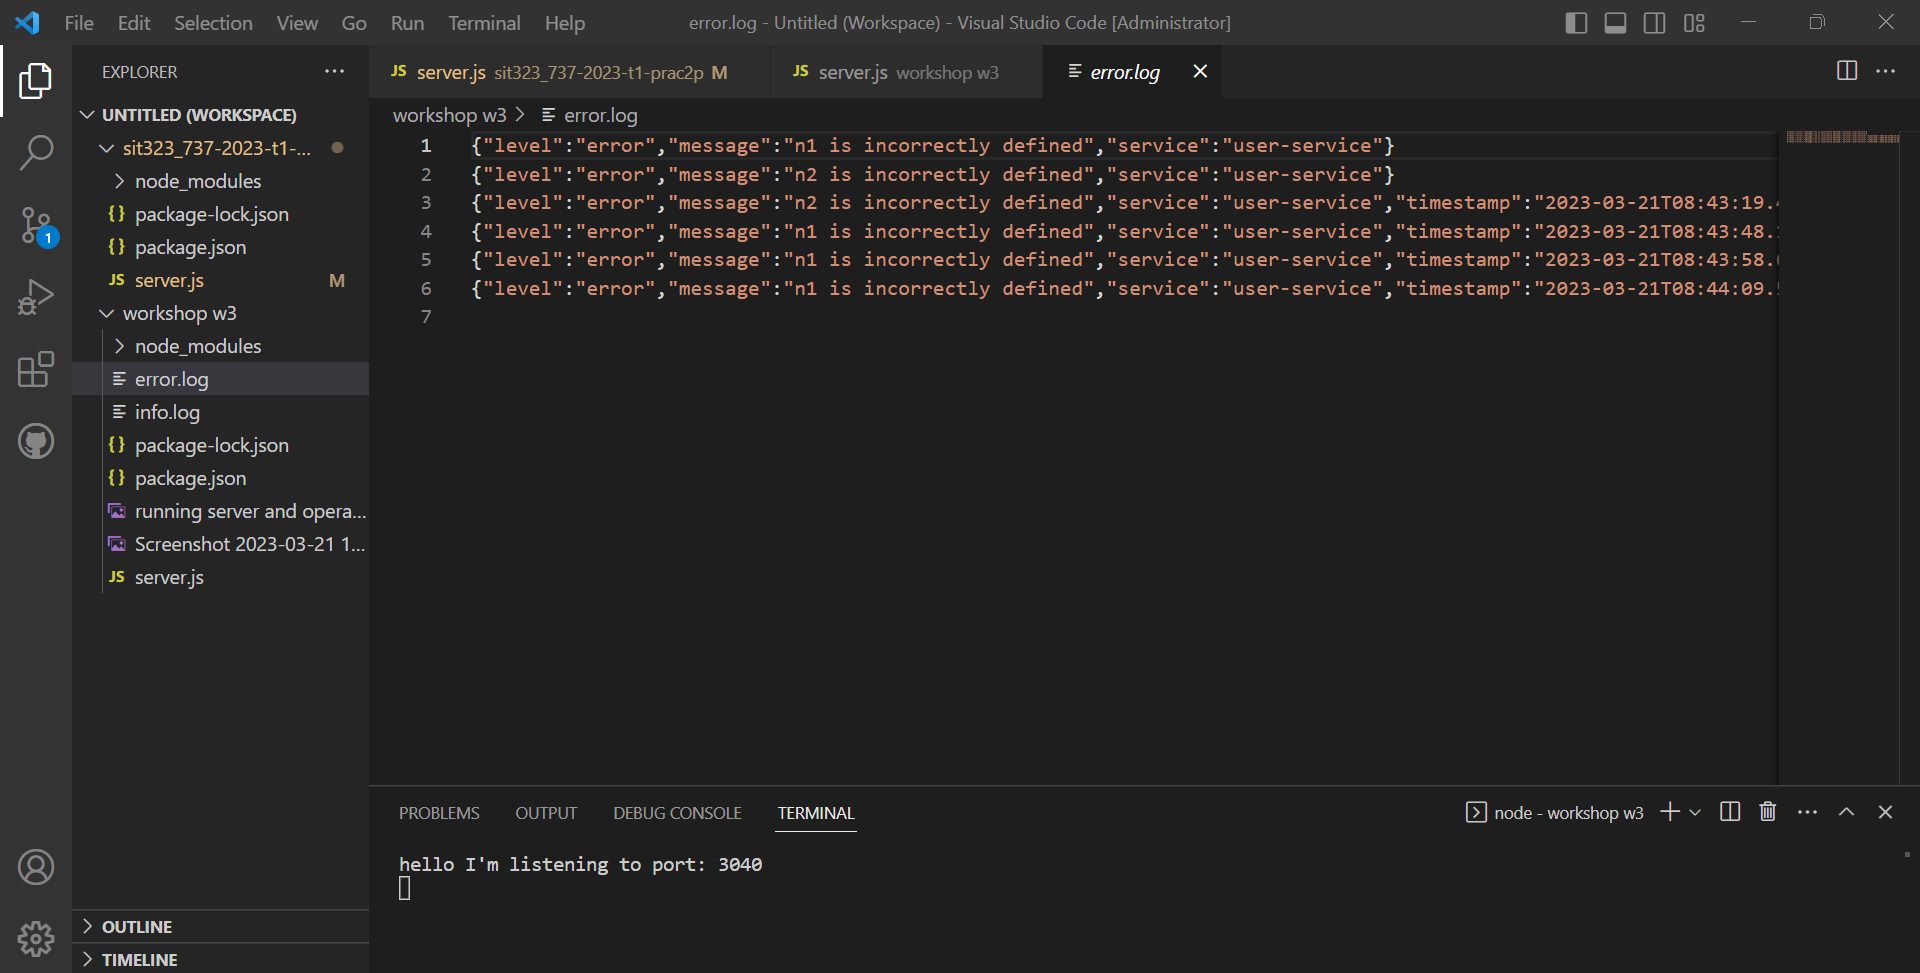 File Edit Selection View Go Run Terminal Help error.log - Untitled (Workspace) - Visual Studio Code [Administrator]
EXPLORER
UNTITLED (WORKSPACE)
sit323_737-2023-t1-...
node_modules
{} package-lock.json
{} package.json
JS server.js M
workshop w3
node_modules
error.log
info.log
{} package-lock.json
{} package.json
running server and opera...
Screenshot 2023-03-21 1...
JS server.js
OUTLINE
TIMELINE
1
JS server.js sit323_737-2023-t1-prac2p M JS server.js workshop w3 error.log
workshop w3 > error.log
1 {"level":"error","message":"n1 is incorrectly defined","service":"user-service"}
2 {"level":"error","message":"n2 is incorrectly defined","service":"user-service"}
3 {"level":"error","message":"n2 is incorrectly defined","service":"user-service","timestamp":"2023-03-21T08:43:19.
4 {"level":"error","message":"n1 is incorrectly defined","service":"user-service","timestamp":"2023-03-21T08:43:48.
5 {"level":"error","message":"n1 is incorrectly defined","service":"user-service","timestamp":"2023-03-21T08:43:58.
6 {"level":"error","message":"n1 is incorrectly defined","service":"user-service","timestamp":"2023-03-21T08:44:09.
7
PROBLEMS OUTPUT DEBUG CONSOLE TERMINAL node - workshop w3
hello I'm listening to port: 3040